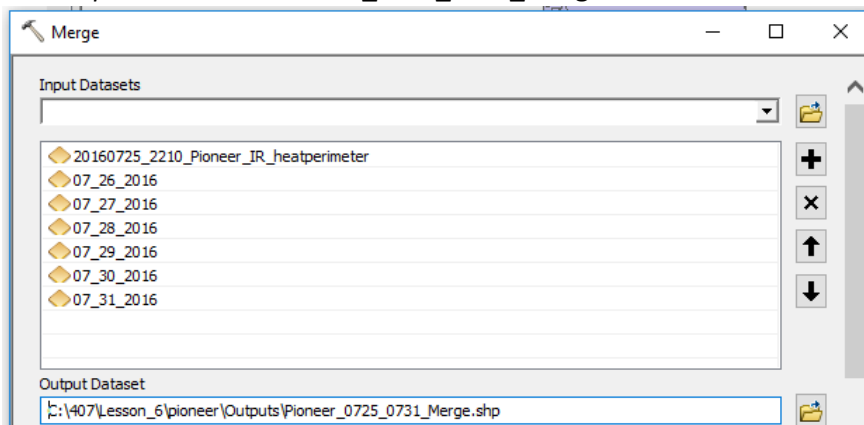 Merge
Input Datasets
20160725_2210_Pioneer_IR_heatperimeter
07_26_2016
07_27_2016
07_28_2016
07_29_2016
07_30_2016
07_31_2016
Output Dataset
C:\407\Lesson_6\pioneer\Outputs\Pioneer_0725_0731_Merge.shp